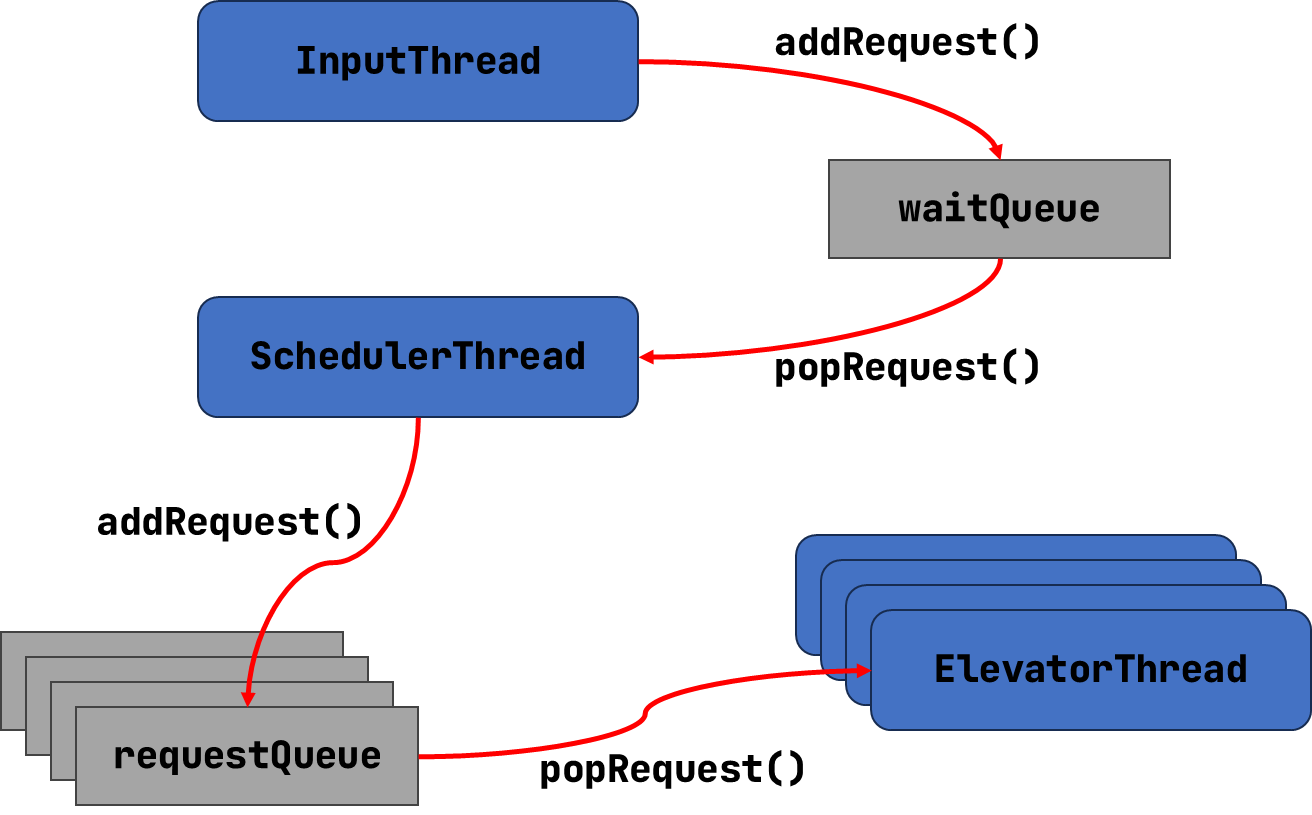 InputThread
addRequest()
waitQueue
SchedulerThread
popRequest()
addRequest()
ElevatorThread
requestQueue
popRequest()